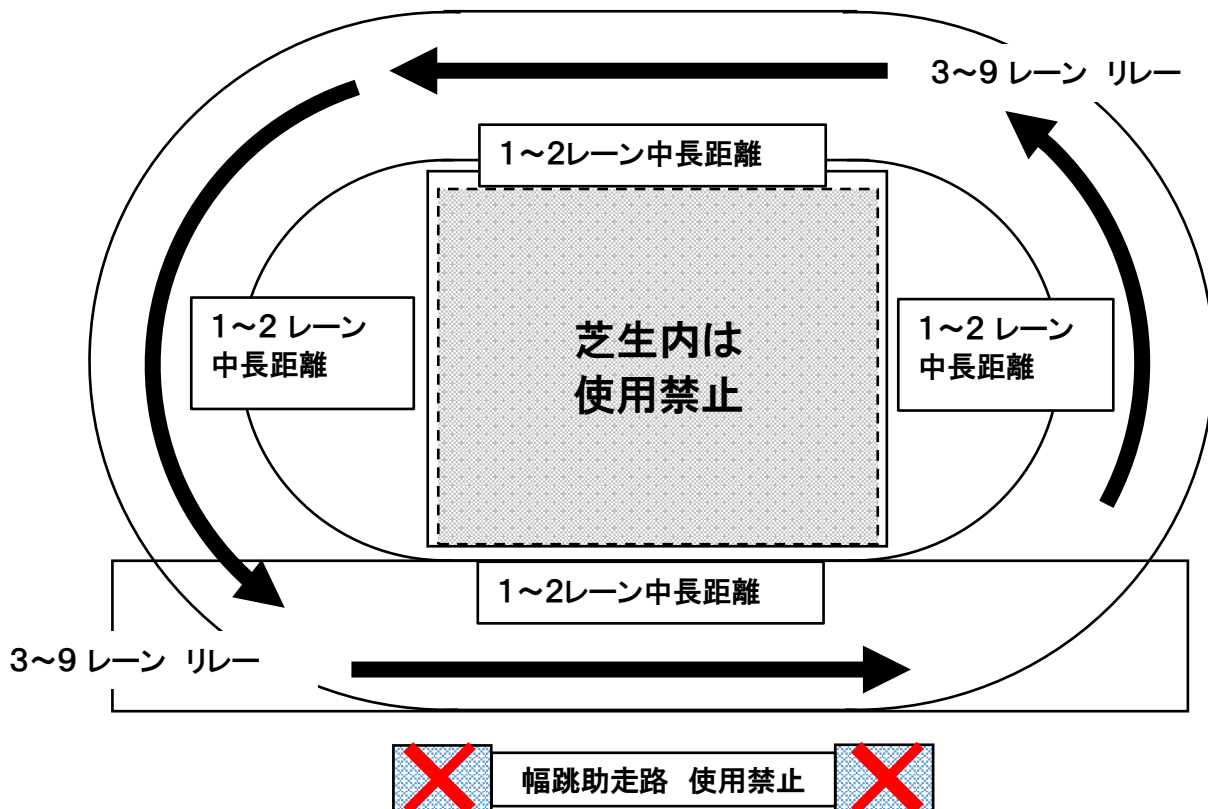 3~9 レーン リレー
1~2レーン中長距離
1~2 レーン
中長距離
芝生内は
使用禁止
1~2 レーン
中長距離
1~2レーン中長距離
3~9 レーン リレー
幅跳助走路 使用禁止